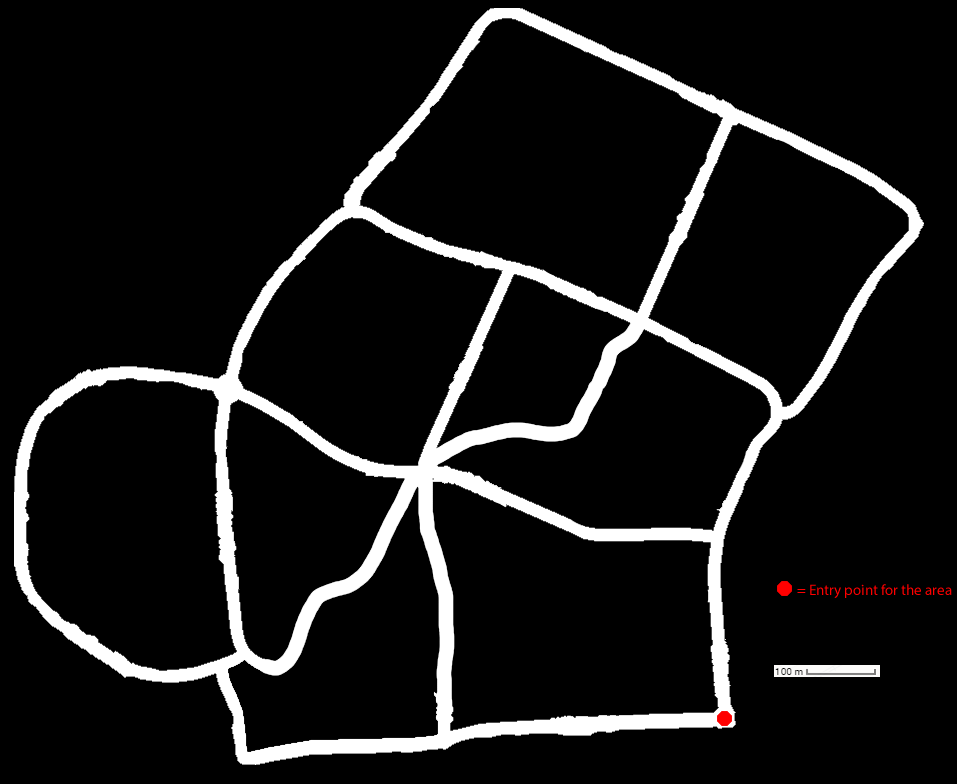 = Entry point for the area
100 m